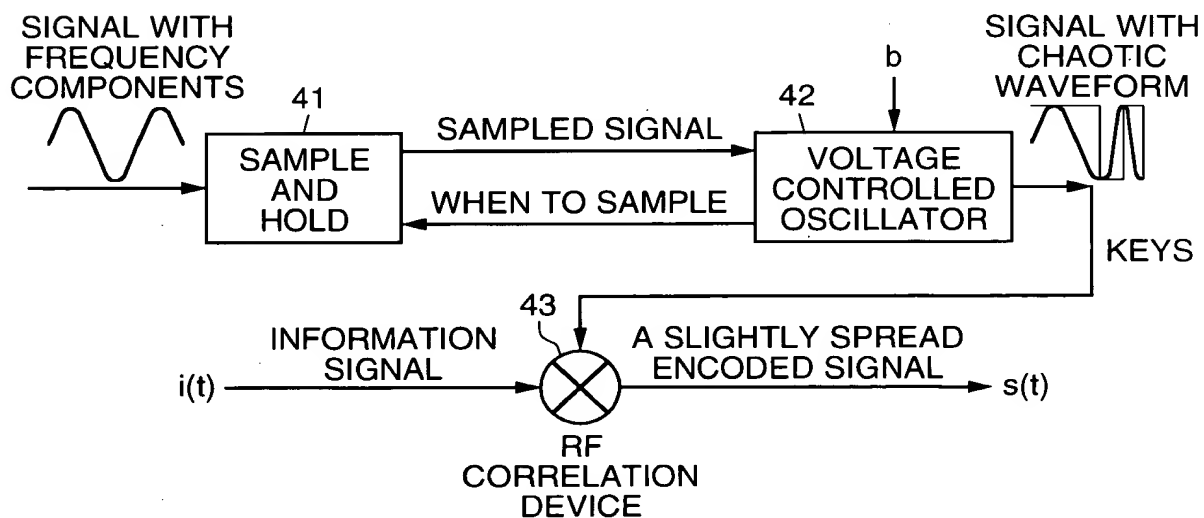 SIGNAL WITH
FREQUENCY
COMPONENTS
41
SAMPLE
AND
HOLD
SAMPLED SIGNAL
WHEN TO SAMPLE
b
42
VOLTAGE
CONTROLLED
OSCILLATOR
SIGNAL WITH
CHAOTIC
WAVEFORM
KEYS
43
INFORMATION
SIGNAL
i(t)
A SLIGHTLY SPREAD
ENCODED SIGNAL
s(t)
RF
CORRELATION
DEVICE